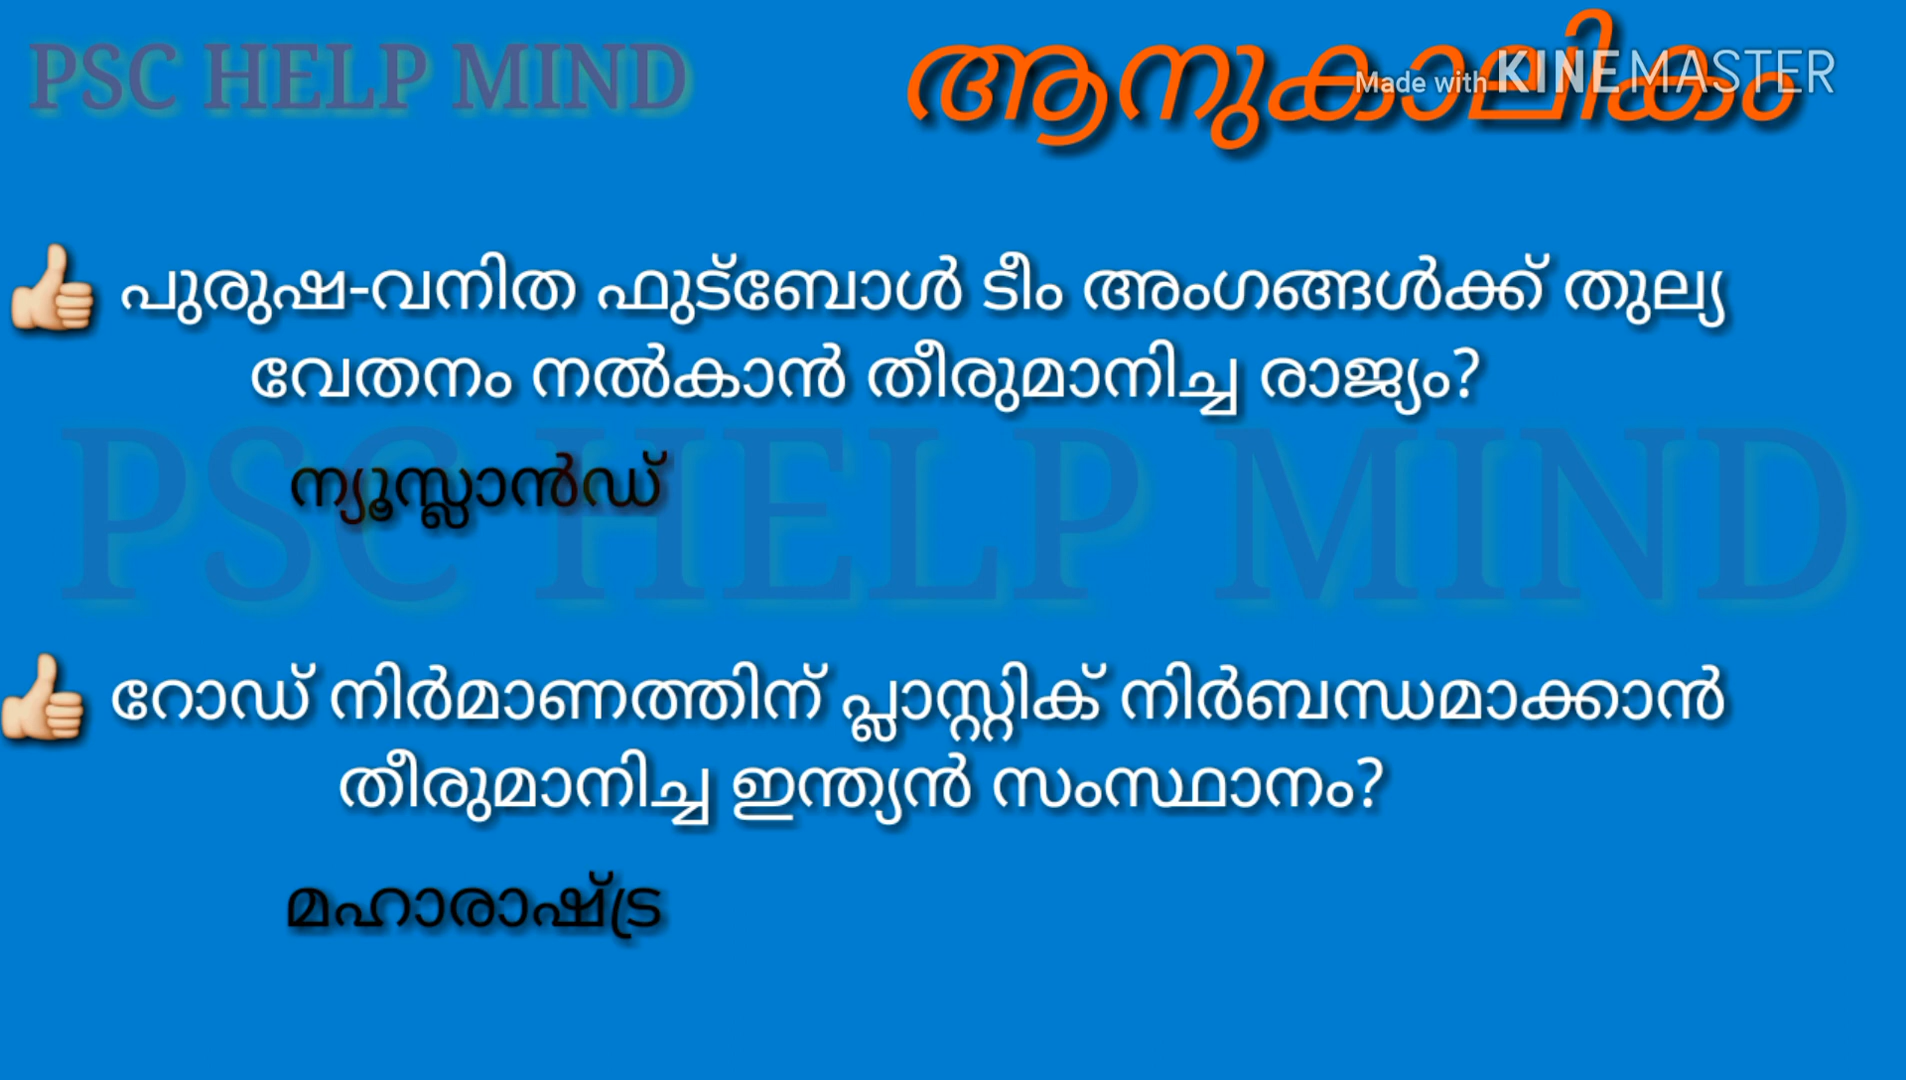 PSC HELP MIND
ആനുകാലികം
Made with KINEMASTER
പുരുഷ-വനിത ഫുട്ബോൾ ടീം അംഗങ്ങൾക്ക് തുല്യ
വേതനം നൽകാൻ തീരുമാനിച്ച രാജ്യം?
ന്യൂസ്ലാൻഡ്
PSC HELP MIND
റോഡ് നിർമാണത്തിന് പ്ലാസ്റ്റിക് നിർബന്ധമാക്കാൻ
തീരുമാനിച്ച ഇന്ത്യൻ സംസ്ഥാനം?
മഹാരാഷ്ട്ര